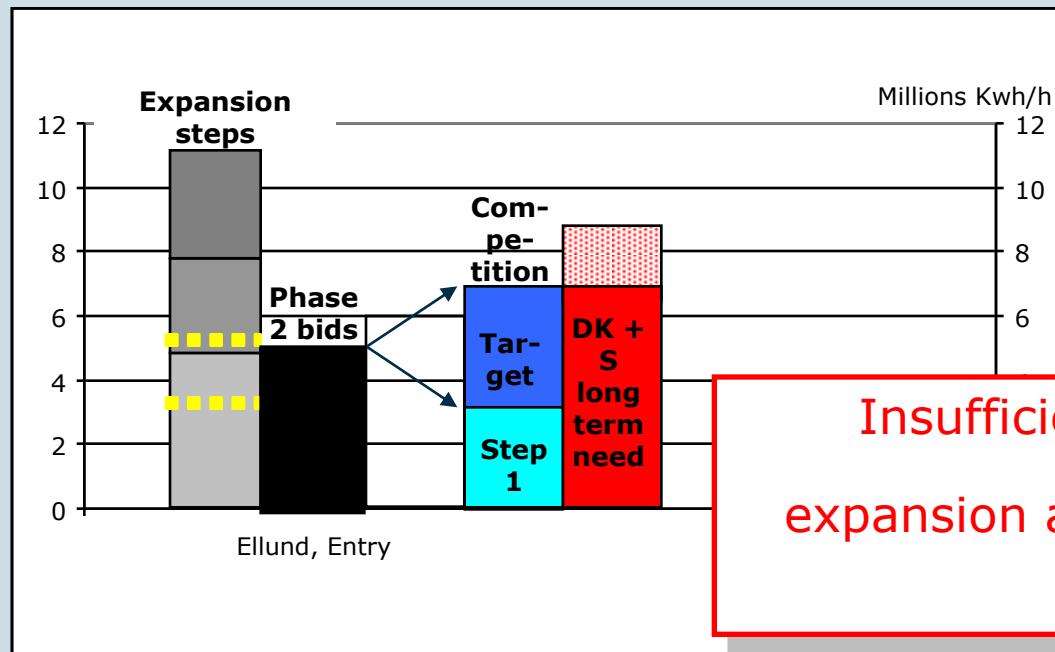 Millions Kwh/h
Expansion
steps
12
12
10
10
8
8
6
6
4
2
0
Phase
2 bids
Com-
pe-
tition
Tar-
get
Step
1
DK +
S
long
term
need
Ellund, Entry
expansion